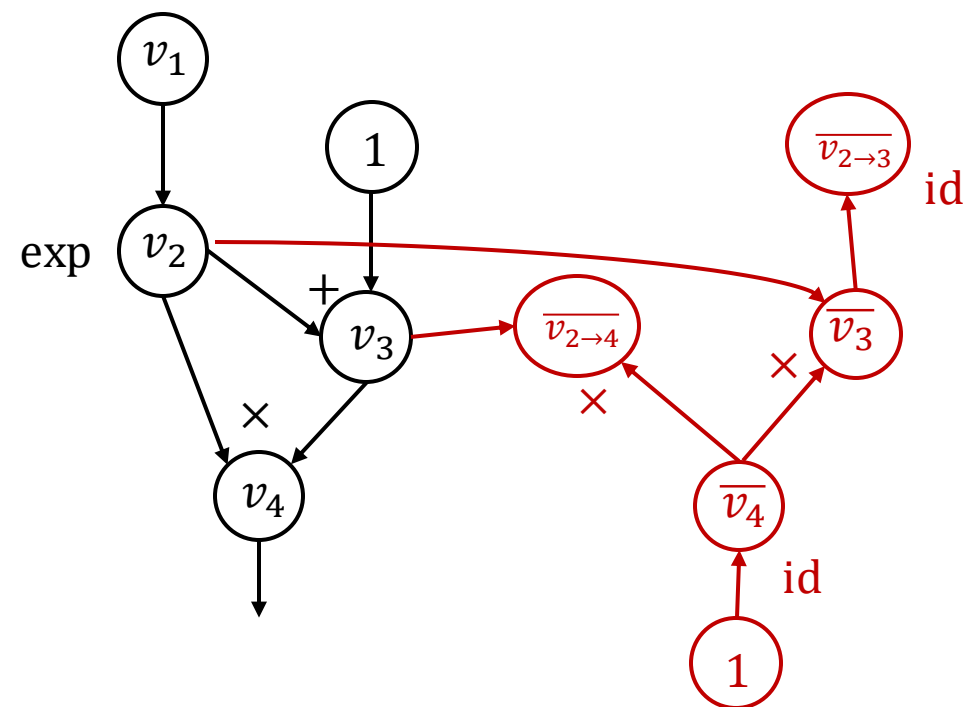 v₁
1
v̅₂→₃
id
exp
v₂
+
v₃
v̅₂→₄
v̅₃
×
×
×
v₄
v̅₄
id
1